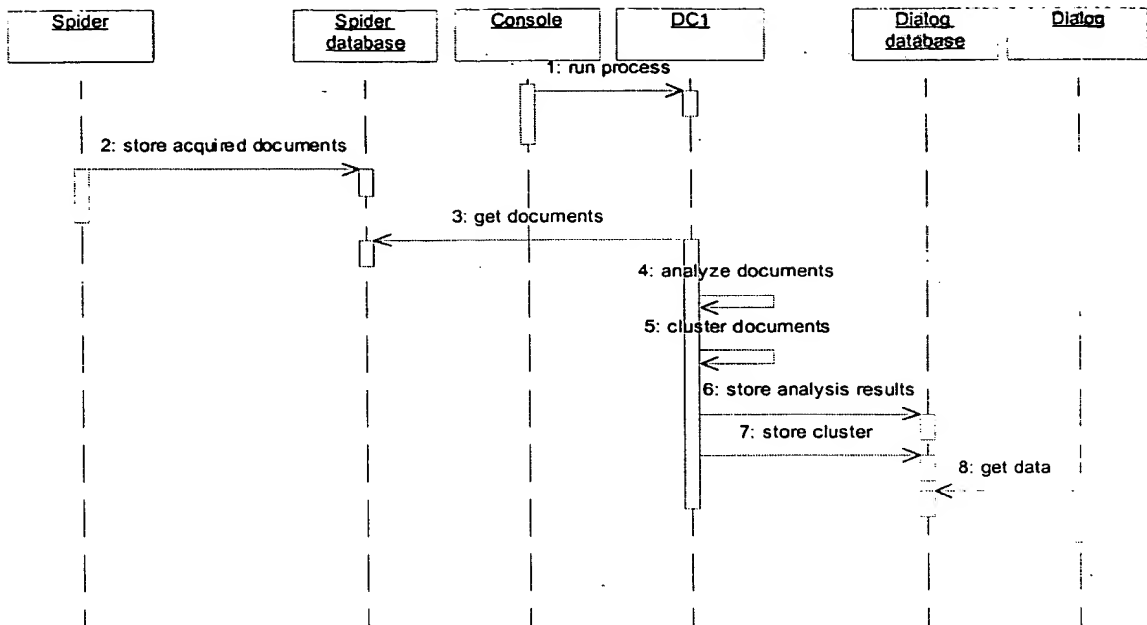 Spider
Spider
database
Console
DC1
Dialog
database
Dialog
1: run process
2: store acquired documents
3: get documents
4: analyze documents
5: cluster documents
6: store analysis results
7: store cluster
8: get data